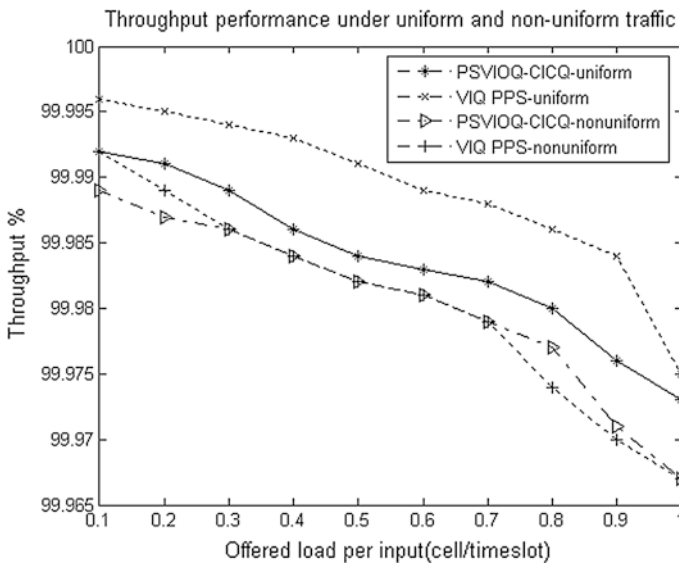 Throughput performance under uniform and non-uniform traffic
100
99.995
99.99
99.985
99.98
99.975
99.97
99.965
Throughput %
PSVIOQ-CICQ-uniform
VIQ PPS-uniform
PSVIOQ-CICQ-nonuniform
VIQ PPS-nonuniform
0.1 0.2 0.3 0.4 0.5 0.6 0.7 0.8 0.9 1
Offered load per input(cell/timeslot)